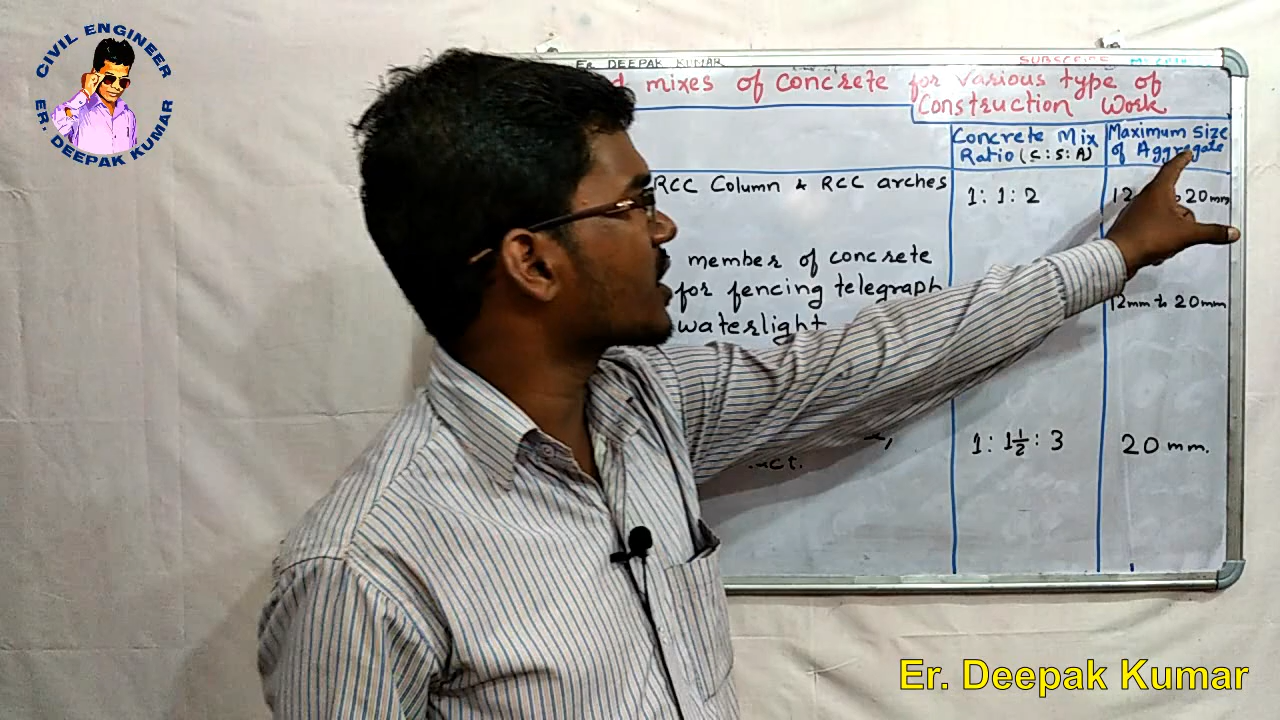 CIVIL ENGINEER
ER. DEEPAK KUMAR
Er. DEEPAK KUMAR
SUBSCRIBE
mixes of Concrete for Various type of
Construction Work
Concrete Mix
Ratio (C : S : A)
Maximum Size
of Aggregate
RCC Column & RCC arches
1 : 1 : 2
12 20mm
member of concrete
for fencing telegraph
waterlight
12mm to 20mm
1 : 1½ : 3
20 mm.
Er. Deepak Kumar